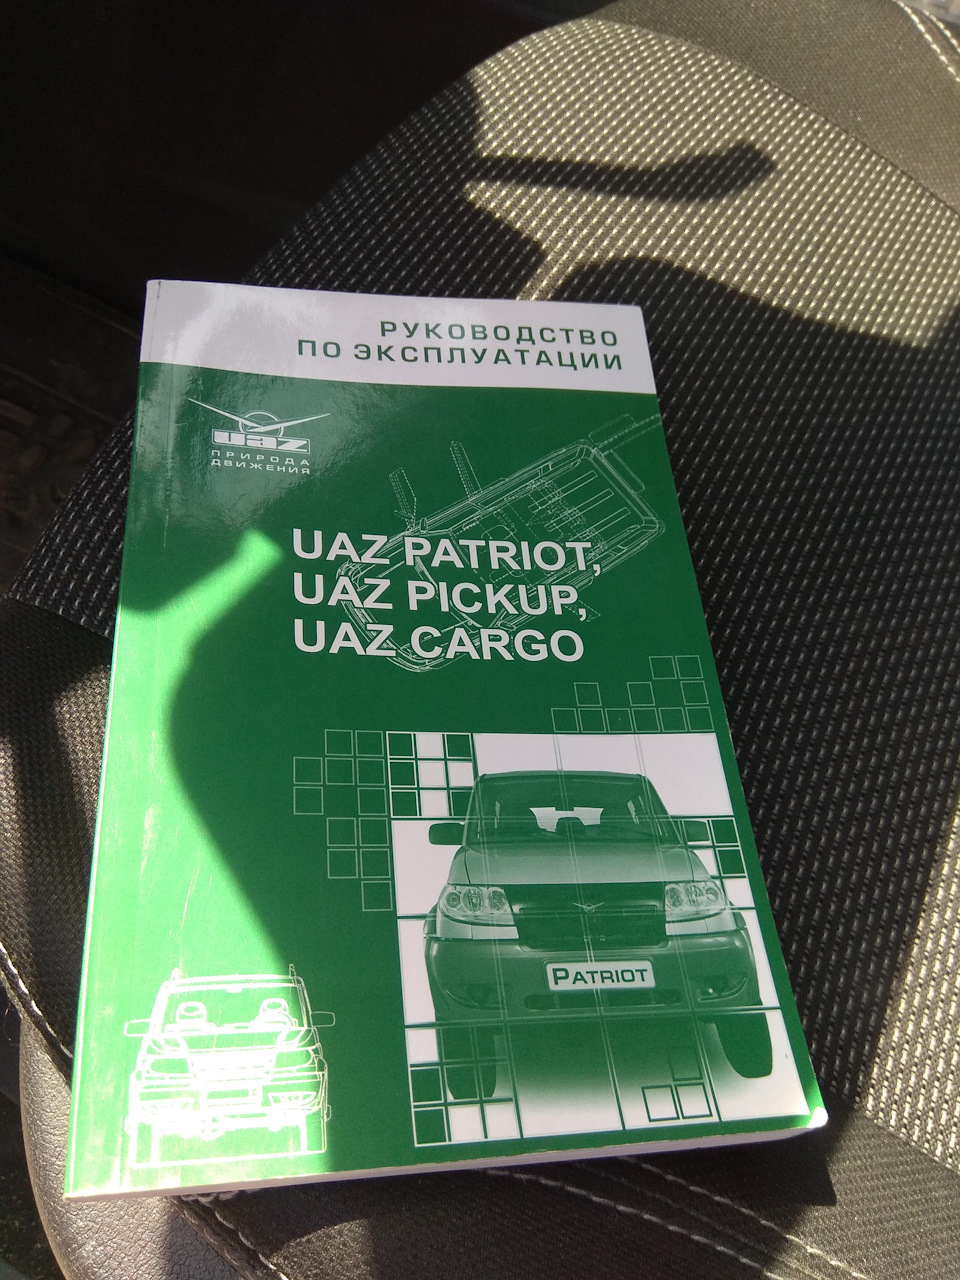 РУКОВОДСТВО
ПО ЭКСПЛУАТАЦИИ
UAZ
ПРИРОДА
ДВИЖЕНИЯ
UAZ PATRIOT,
UAZ PICKUP,
UAZ CARGO
PATRIOT